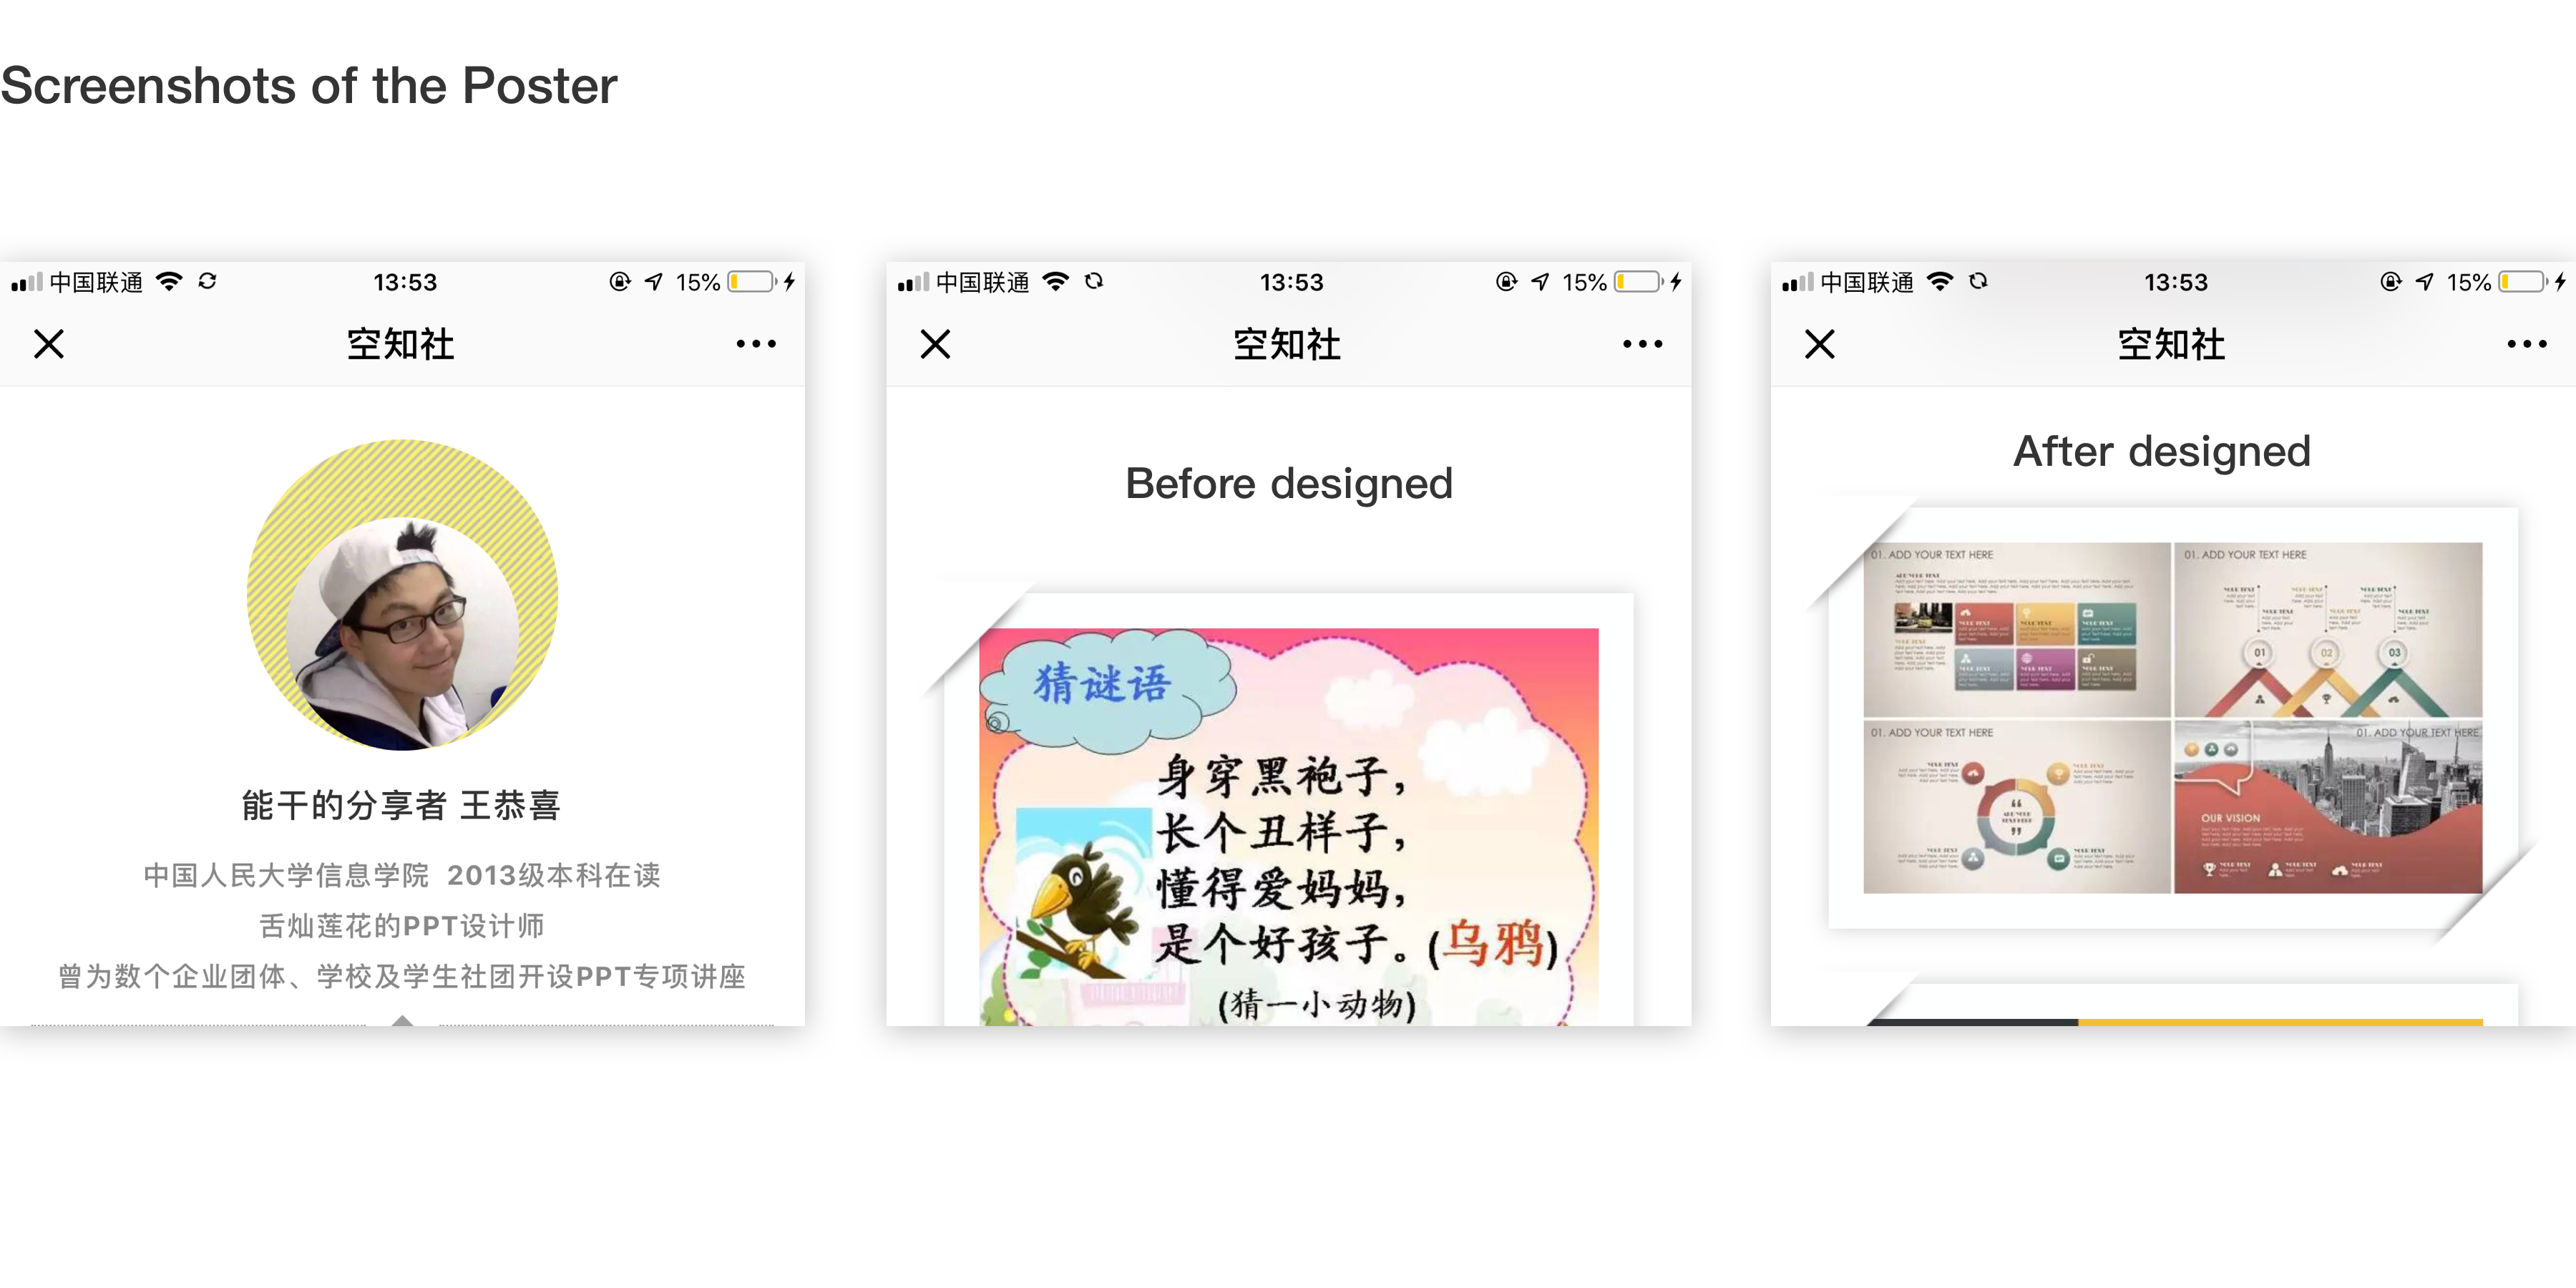 Screenshots of the Poster
中国联通 13:53 15%
空知社
能干的分享者 王恭喜
中国人民大学信息学院 2013级本科在读
舌灿莲花的PPT设计师
曾为数个企业团体、学校及学生社团开设PPT专项讲座
中国联通 13:53 15%
空知社
Before designed
猜谜语
身穿黑袍子，
长个丑样子，
懂得爱妈妈，
是个好孩子。(乌鸦)
(猜一小动物)
中国联通 13:53 15%
空知社
After designed
01. ADD YOUR TEXT HERE
01. ADD YOUR TEXT HERE
01
02
03
01. ADD YOUR TEXT HERE
01. ADD YOUR TEXT HERE
OUR VISION